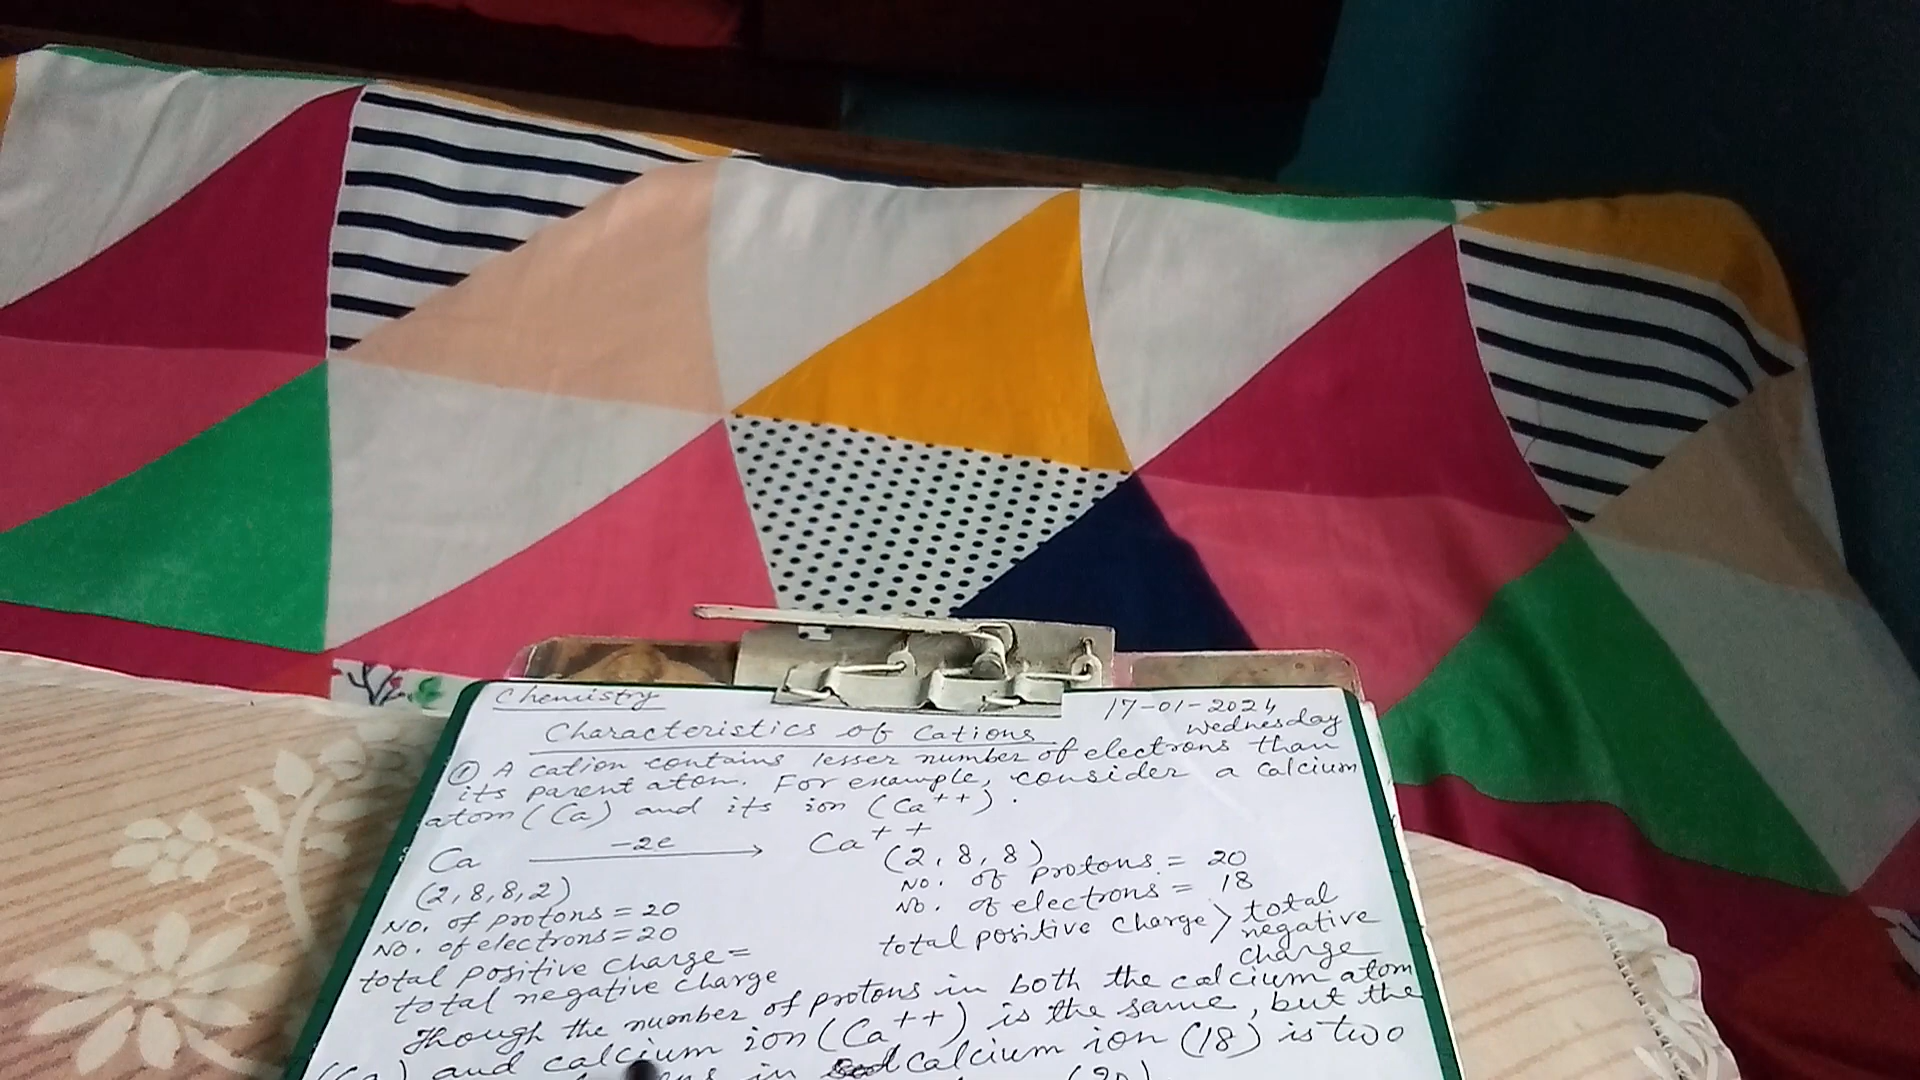 Chemistry
17-01-2024
Wednesday
Characteristics of Cations
① A cation contains lesser number of electrons than
its parent atom. For example, consider a Calcium
atom (Ca) and its ion (Ca++).
Ca -2e → Ca++
(2,8,8,2)
No. of protons = 20
No. of electrons = 20
total positive charge =
total negative charge
(2,8,8)
No. of protons = 20
No. of electrons = 18
total positive charge > total
negative
charge
Though the number of protons in both the calcium atom
(Ca) and calcium ion (Ca++) is the same, but the
in calcium ion (18) is two
(20)